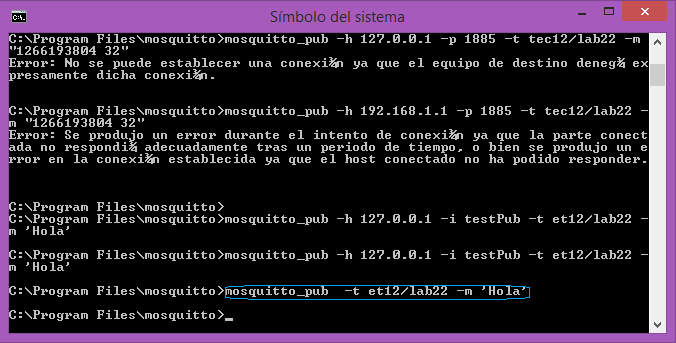 Símbolo del sistema
C:\Program Files\mosquitto>mosquitto_pub -h 127.0.0.1 -p 1885 -t tec12/lab22 -m
"1266193804 32"
Error: No se puede establecer una conexi¾n ya que el equipo de destino deneg¾ ex
presamente dicha conexi¾n.
C:\Program Files\mosquitto>mosquitto_pub -h 192.168.1.1 -p 1885 -t tec12/lab22 -
m "1266193804 32"
Error: Se produjo un error durante el intento de conexi¾n ya que la parte conect
ada no respondi¾ adecuadamente tras un periodo de tiempo, o bien se produjo un e
rror en la conexi¾n establecida ya que el host conectado no ha podido responder.
C:\Program Files\mosquitto>
C:\Program Files\mosquitto>mosquitto_pub -h 127.0.0.1 -i testPub -t et12/lab22 -
m 'Hola'
C:\Program Files\mosquitto>mosquitto_pub -h 127.0.0.1 -i testPub -t et12/lab22 -
m 'Hola'
C:\Program Files\mosquitto>mosquitto_pub  -t et12/lab22 -m 'Hola'
C:\Program Files\mosquitto>_